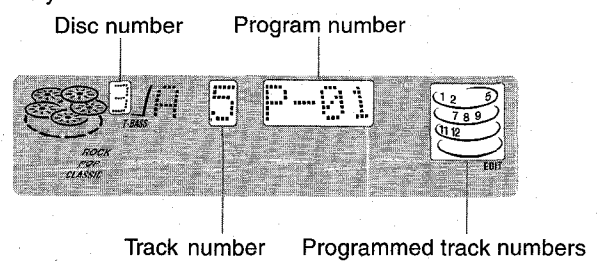 Disc number Program number
3/A 5 P-01 1 2 5
7 8 9
11 12
T-BASS
EDIT
ROCK
POP
CLASSIC
Track number Programmed track numbers